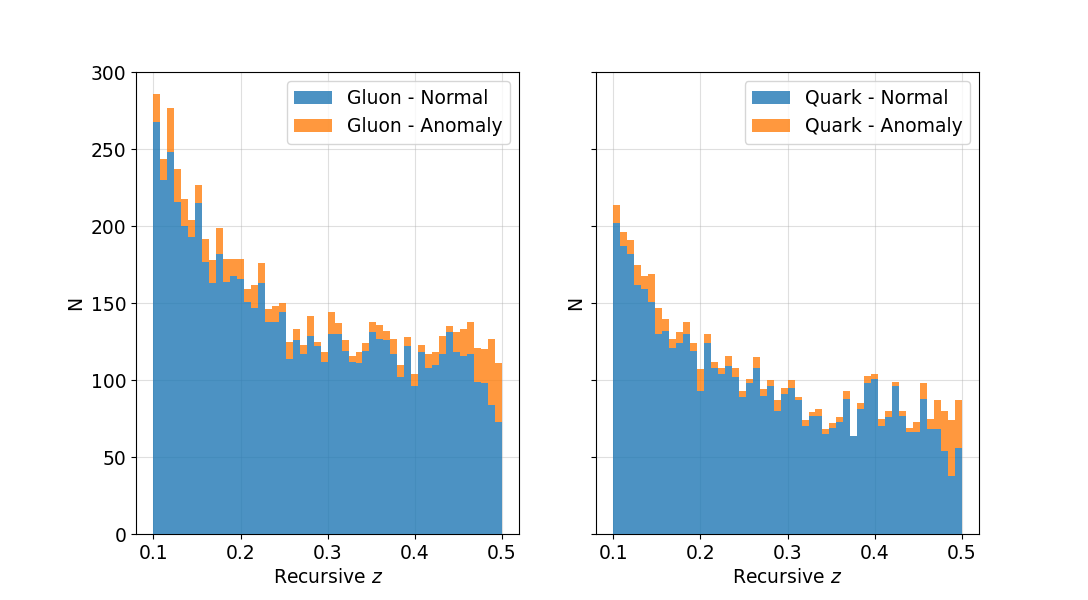 Gluon - Normal
Gluon - Anomaly
300
250
200
150
100
50
0
N
0.1 0.2 0.3 0.4 0.5
Recursive z
Quark - Normal
Quark - Anomaly
N
0.1 0.2 0.3 0.4 0.5
Recursive z